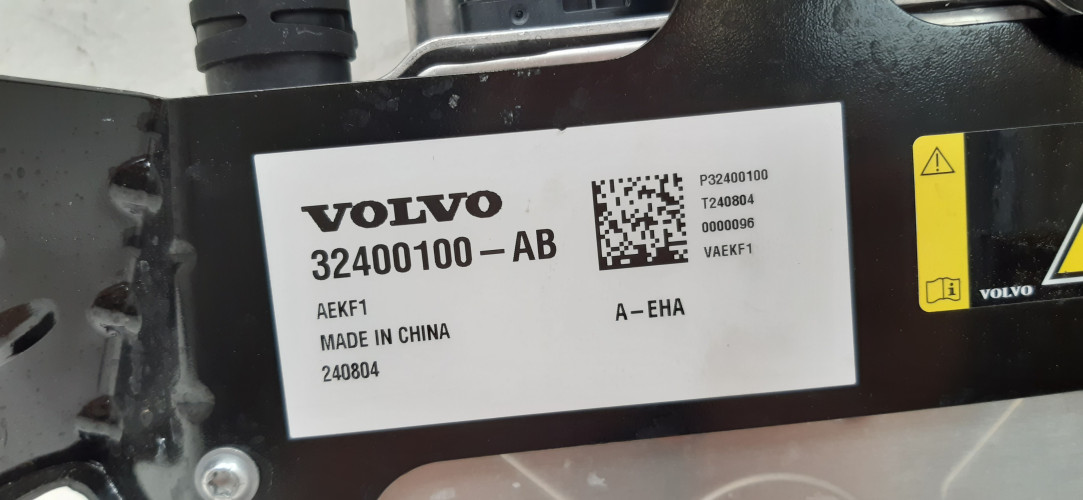 VOLVO
32400100-AB
AEKF1
MADE IN CHINA
240804
P32400100
T240804
0000096
VAEKF1
A-EHA
VOLVO